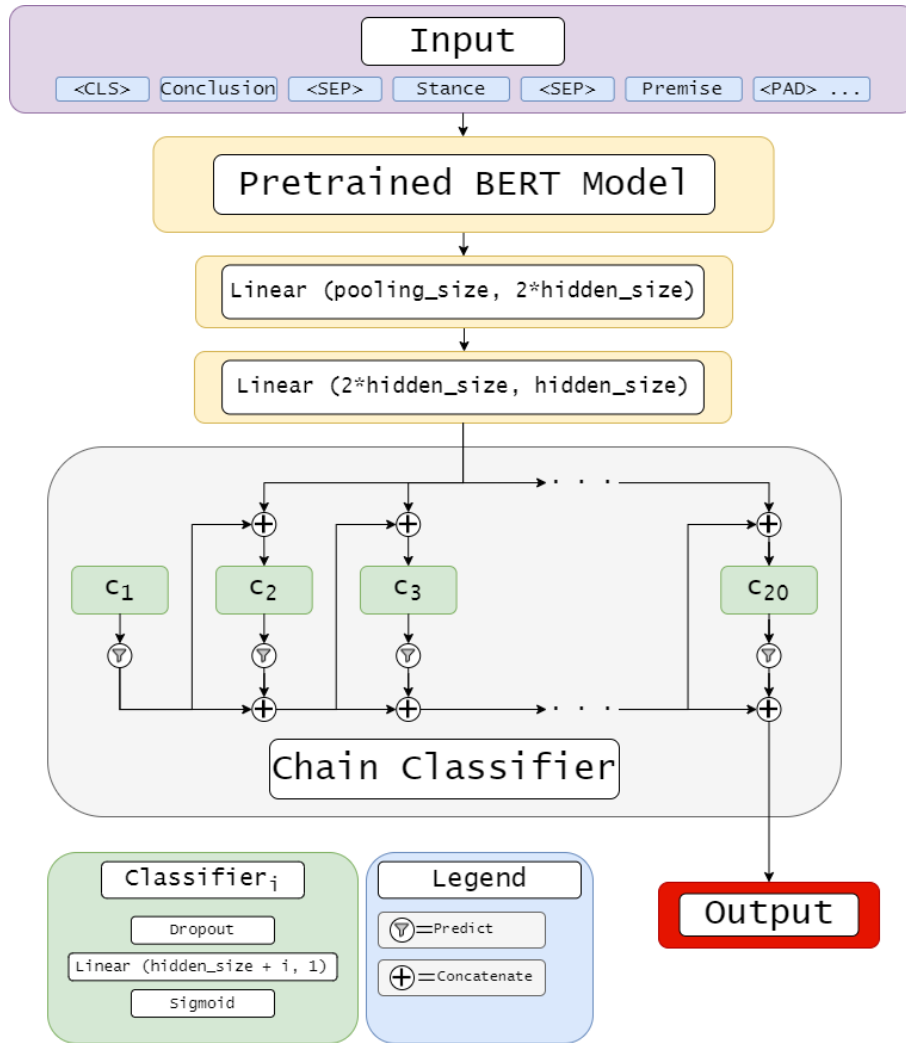 Input
<CLS> Conclusion <SEP> Stance <SEP> Premise <PAD> ...
Pretrained BERT Model
Linear (pooling_size, 2*hidden_size)
Linear (2*hidden_size, hidden_size)
. . .
C₁ C₂ C₃ C₂₀
. . .
Chain Classifier
Classifierᵢ
Dropout
Linear (hidden_size + i, 1)
Sigmoid
Legend
=Predict
=Concatenate
Output